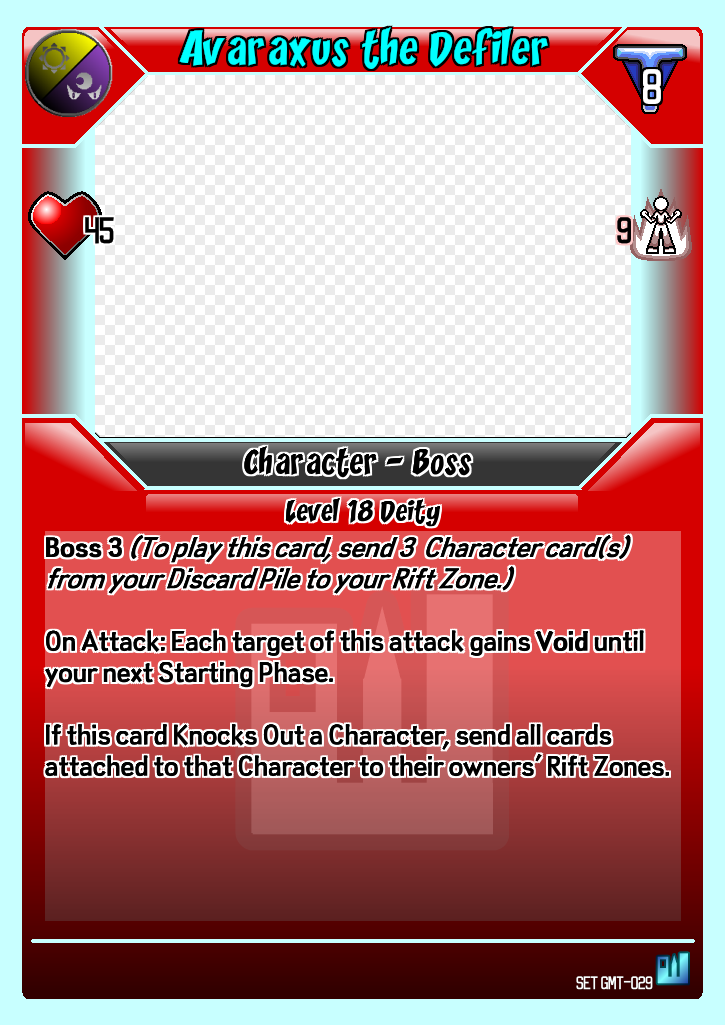 Avaraxus the Defiler
8
45
9
Character - Boss
Level 18 Deity
Boss 3 (To play this card, send 3 Character card(s)
from your Discard Pile to your Rift Zone.)
On Attack: Each target of this attack gains Void until
your next Starting Phase.
If this card Knocks Out a Character, send all cards
attached to that Character to their owners' Rift Zones.
SET GMT-029